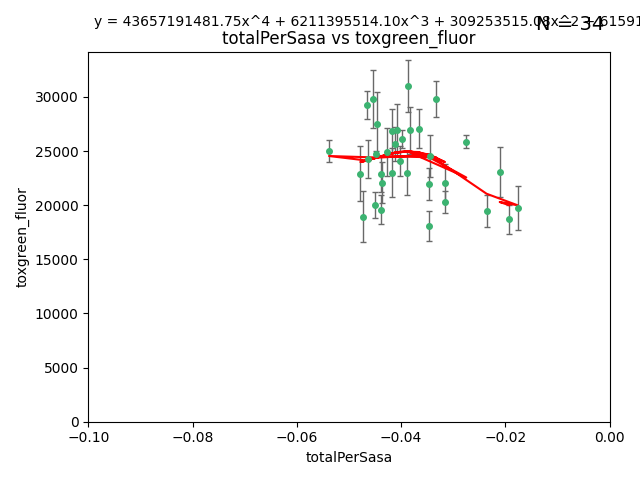 y = 43657191481.75x^4 + 6211395514.10x^3 + 309253515.08x^2 + 61591
N = 34
totalPerSasa vs toxgreen_fluor
30000
25000
20000
15000
10000
5000
0
toxgreen_fluor
−0.10 −0.08 −0.06 −0.04 −0.02 0.00
totalPerSasa